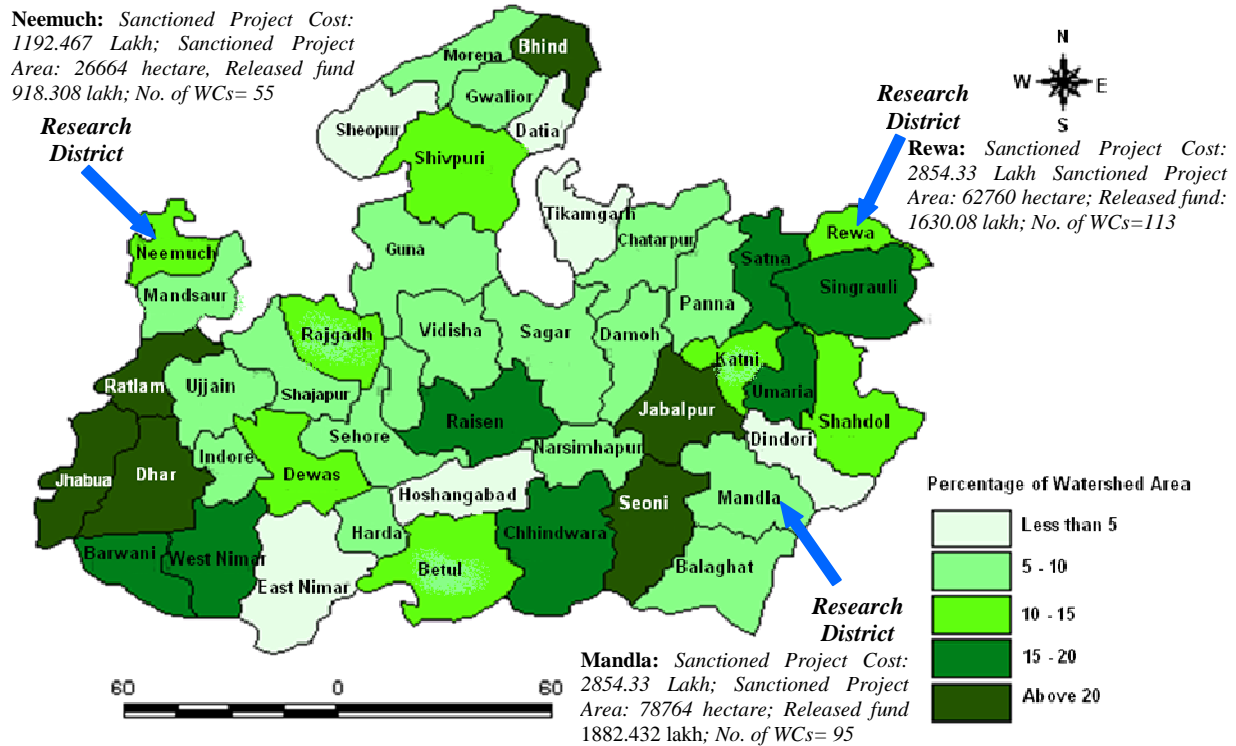 Neemuch: Sanctioned Project Cost:
1192.467 Lakh; Sanctioned Project
Area: 26664 hectare, Released fund
918.308 lakh; No. of WCs= 55
Research
District
N
W E
S
Research
District
Rewa: Sanctioned Project Cost:
2854.33 Lakh Sanctioned Project
Area: 62760 hectare; Released fund:
1630.08 lakh; No. of WCs=113
Morena
Bhind
Gwalior
Sheopur
Datia
Shivpuri
Tikamgarh
Chatarpur
Rewa
Neemuch
Guna
Satna
Singrauli
Mandsaur
Panna
Rajgadh
Vidisha
Sagar
Damoh
Katni
Ratlam
Ujjain
Shajapur
Umaria
Jabalpur
Raisen
Shahdol
Sehore
Dindori
Narsimhapur
Indore
Dewas
Jhabua
Dhar
Hoshangabad
Seoni
Mandla
Harda
Chhindwara
Barwani
West Nimar
Betul
Balaghat
East Nimar
Percentage of Watershed Area
Less than 5
5 - 10
10 - 15
15 - 20
Above 20
Research
District
Mandla: Sanctioned Project Cost:
2854.33 Lakh; Sanctioned Project
Area: 78764 hectare; Released fund
1882.432 lakh; No. of WCs= 95
60 0 60